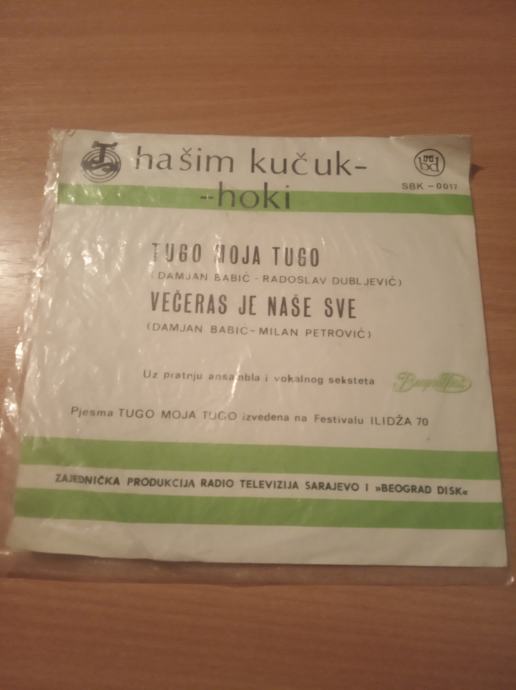 hašim kučuk-
--hoki
bd
SBK - 0017
TUGO MOJA TUGO
(DAMJAN BABIĆ - RADOSLAV DUBLJEVIĆ)
VEČERAS JE NAŠE SVE
(DAMJAN BABIĆ - MILAN PETROVIĆ)
Uz pratnju ansambla i vokalnog seksteta
Pjesma TUGO MOJA TUGO izvedena na Festivalu ILIDŽA 70
ZAJEDNIČKA PRODUKCIJA RADIO TELEVIZIJA SARAJEVO I »BEOGRAD DISK«